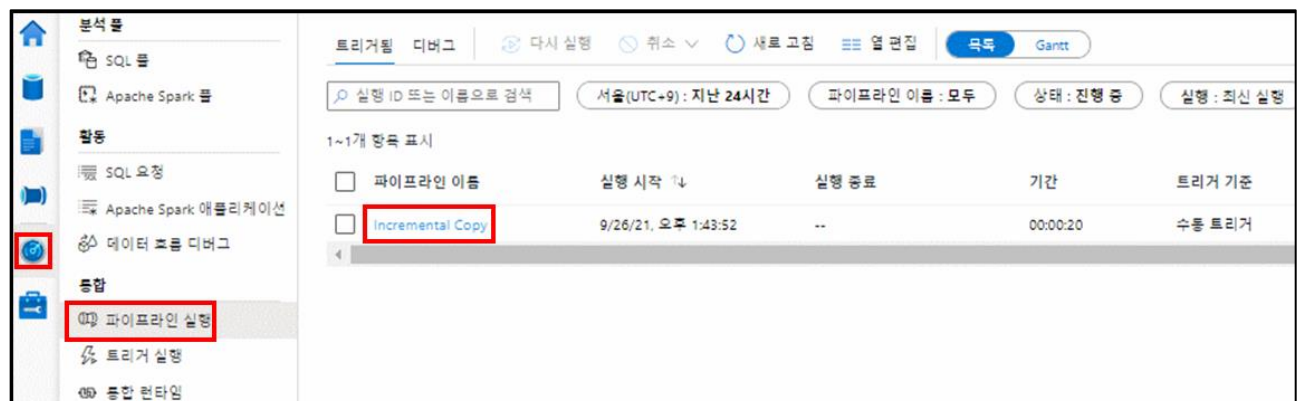 분석 풀
SQL 풀
Apache Spark 풀
활동
SQL 요청
Apache Spark 애플리케이션
데이터 흐름 디버그
통합
파이프라인 실행
트리거 실행
통합 런타임
트리거됨 디버그 다시 실행 취소 새로 고침 열 편집 목록 Gantt
실행 ID 또는 이름으로 검색 서울(UTC+9) : 지난 24시간 파이프라인 이름 : 모두 상태 : 진행 중 실행 : 최신 실행
1~1개 항목 표시
파이프라인 이름 실행 시작 실행 종료 기간 트리거 기준
Incremental Copy 9/26/21, 오후 1:43:52 -- 00:00:20 수동 트리거